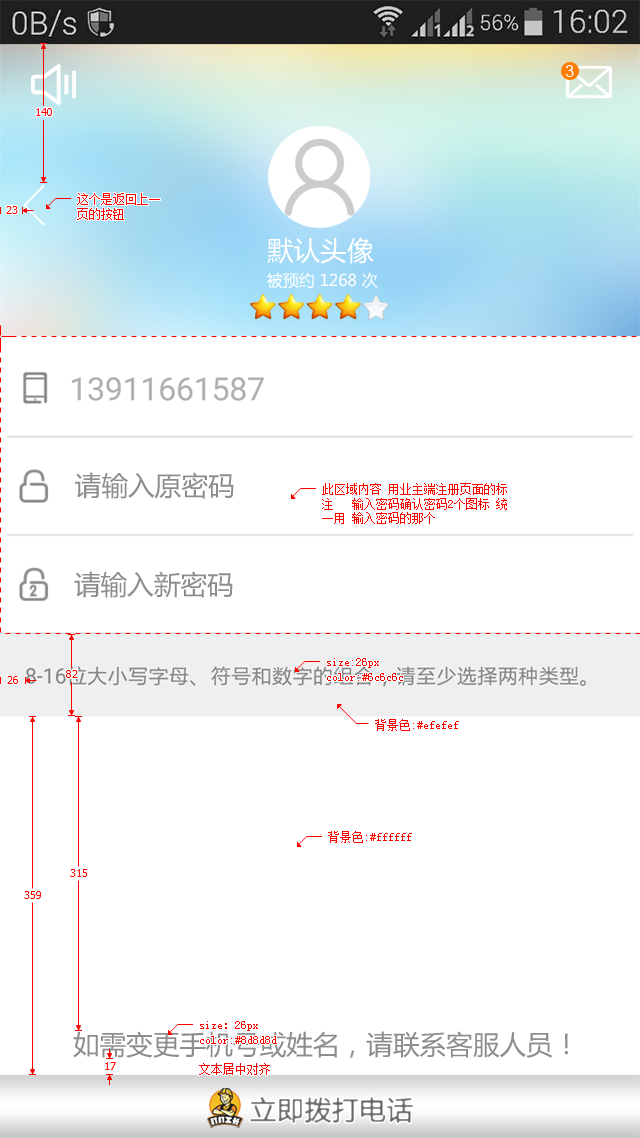 0B/s 1 2 56% 16:02
3
140
23
这个是返回上一
页的按钮
默认头像
被预约 1268 次
13911661587
请输入原密码
此区域内容 用业主端注册页面的标
注 输入密码确认密码2个图标 统
一用 输入密码的那个
2
请输入新密码
82
size:26px
26
8-16位大小写字母、符号和数字的组合，请至少选择两种类型。
color:#6c6c6c
背景色:#efefef
背景色:#ffffff
315
359
size: 26px
color:#8d8d8d
如需变更手机号或姓名，请联系客服人员！
17
文本居中对齐
立即拨打电话